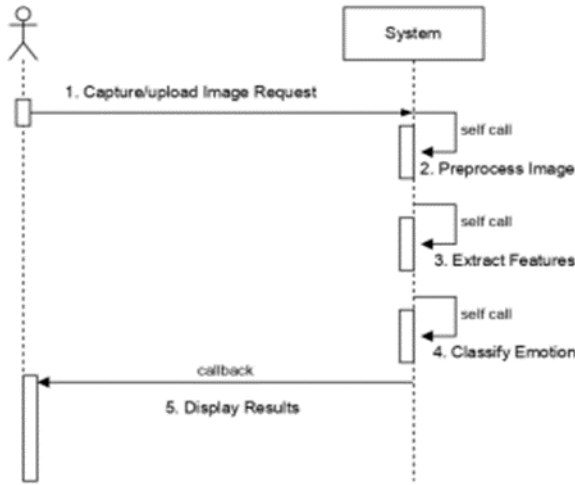 System
1. Capture/upload Image Request
self call
2. Preprocess Image
self call
3. Extract Features
self call
4. Classify Emotion
callback
5. Display Results